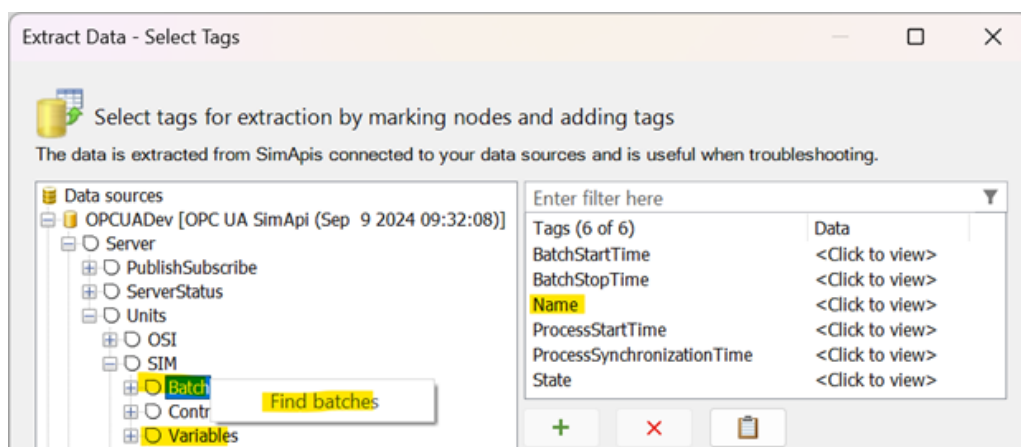 Extract Data - Select Tags
Select tags for extraction by marking nodes and adding tags
The data is extracted from SimApis connected to your data sources and is useful when troubleshooting.
Data sources
OPCUADev [OPC UA SimApi (Sep  9 2024 09:32:08)]
Server
PublishSubscribe
ServerStatus
Units
OSI
SIM
Batch
Contr
Variables
Find batches
Enter filter here
Tags (6 of 6) Data
BatchStartTime <Click to view>
BatchStopTime <Click to view>
Name <Click to view>
ProcessStartTime <Click to view>
ProcessSynchronizationTime <Click to view>
State <Click to view>